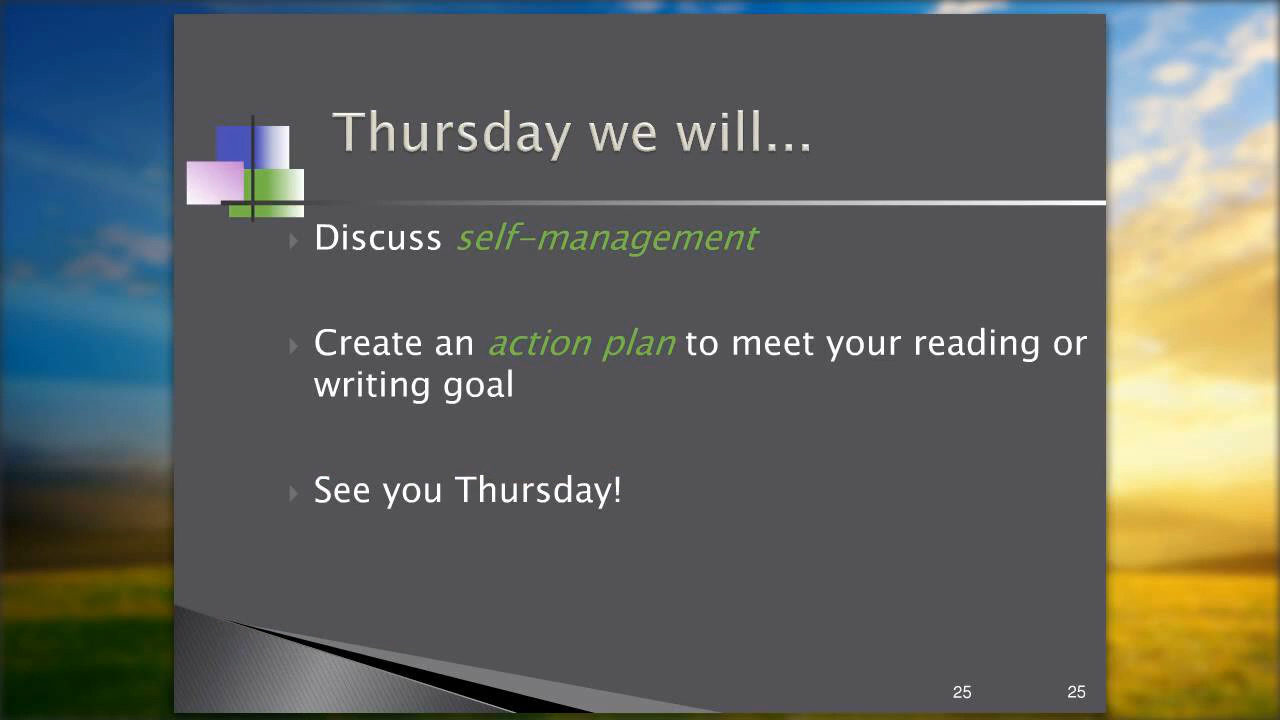 Thursday we will...
Discuss self-management
Create an action plan to meet your reading or
writing goal
See you Thursday!
25 25